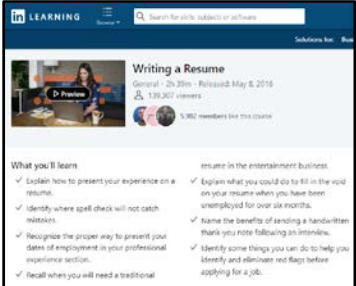 in LEARNING
Browse
Search for skills, subjects or software
Solutions for: Busi
Preview
Writing a Resume
General • 2h 39m • Released: May 8, 2016
139,307 viewers
5,982 members like this course
What you'll learn
Explain how to present your experience on a
resume.
Identify where spell check will not catch
mistakes.
Recognize the proper way to present your
dates of employment in your professional
experience section.
Recall when you will need a traditional
resume in the entertainment business.
Explain what you could do to fill in the void
on your resume when you have been
unemployed for over six months.
Name the benefits of sending a handwritten
thank you note following an interview.
Identify some things you can do to help you
identify and eliminate red flags before
applying for a job.